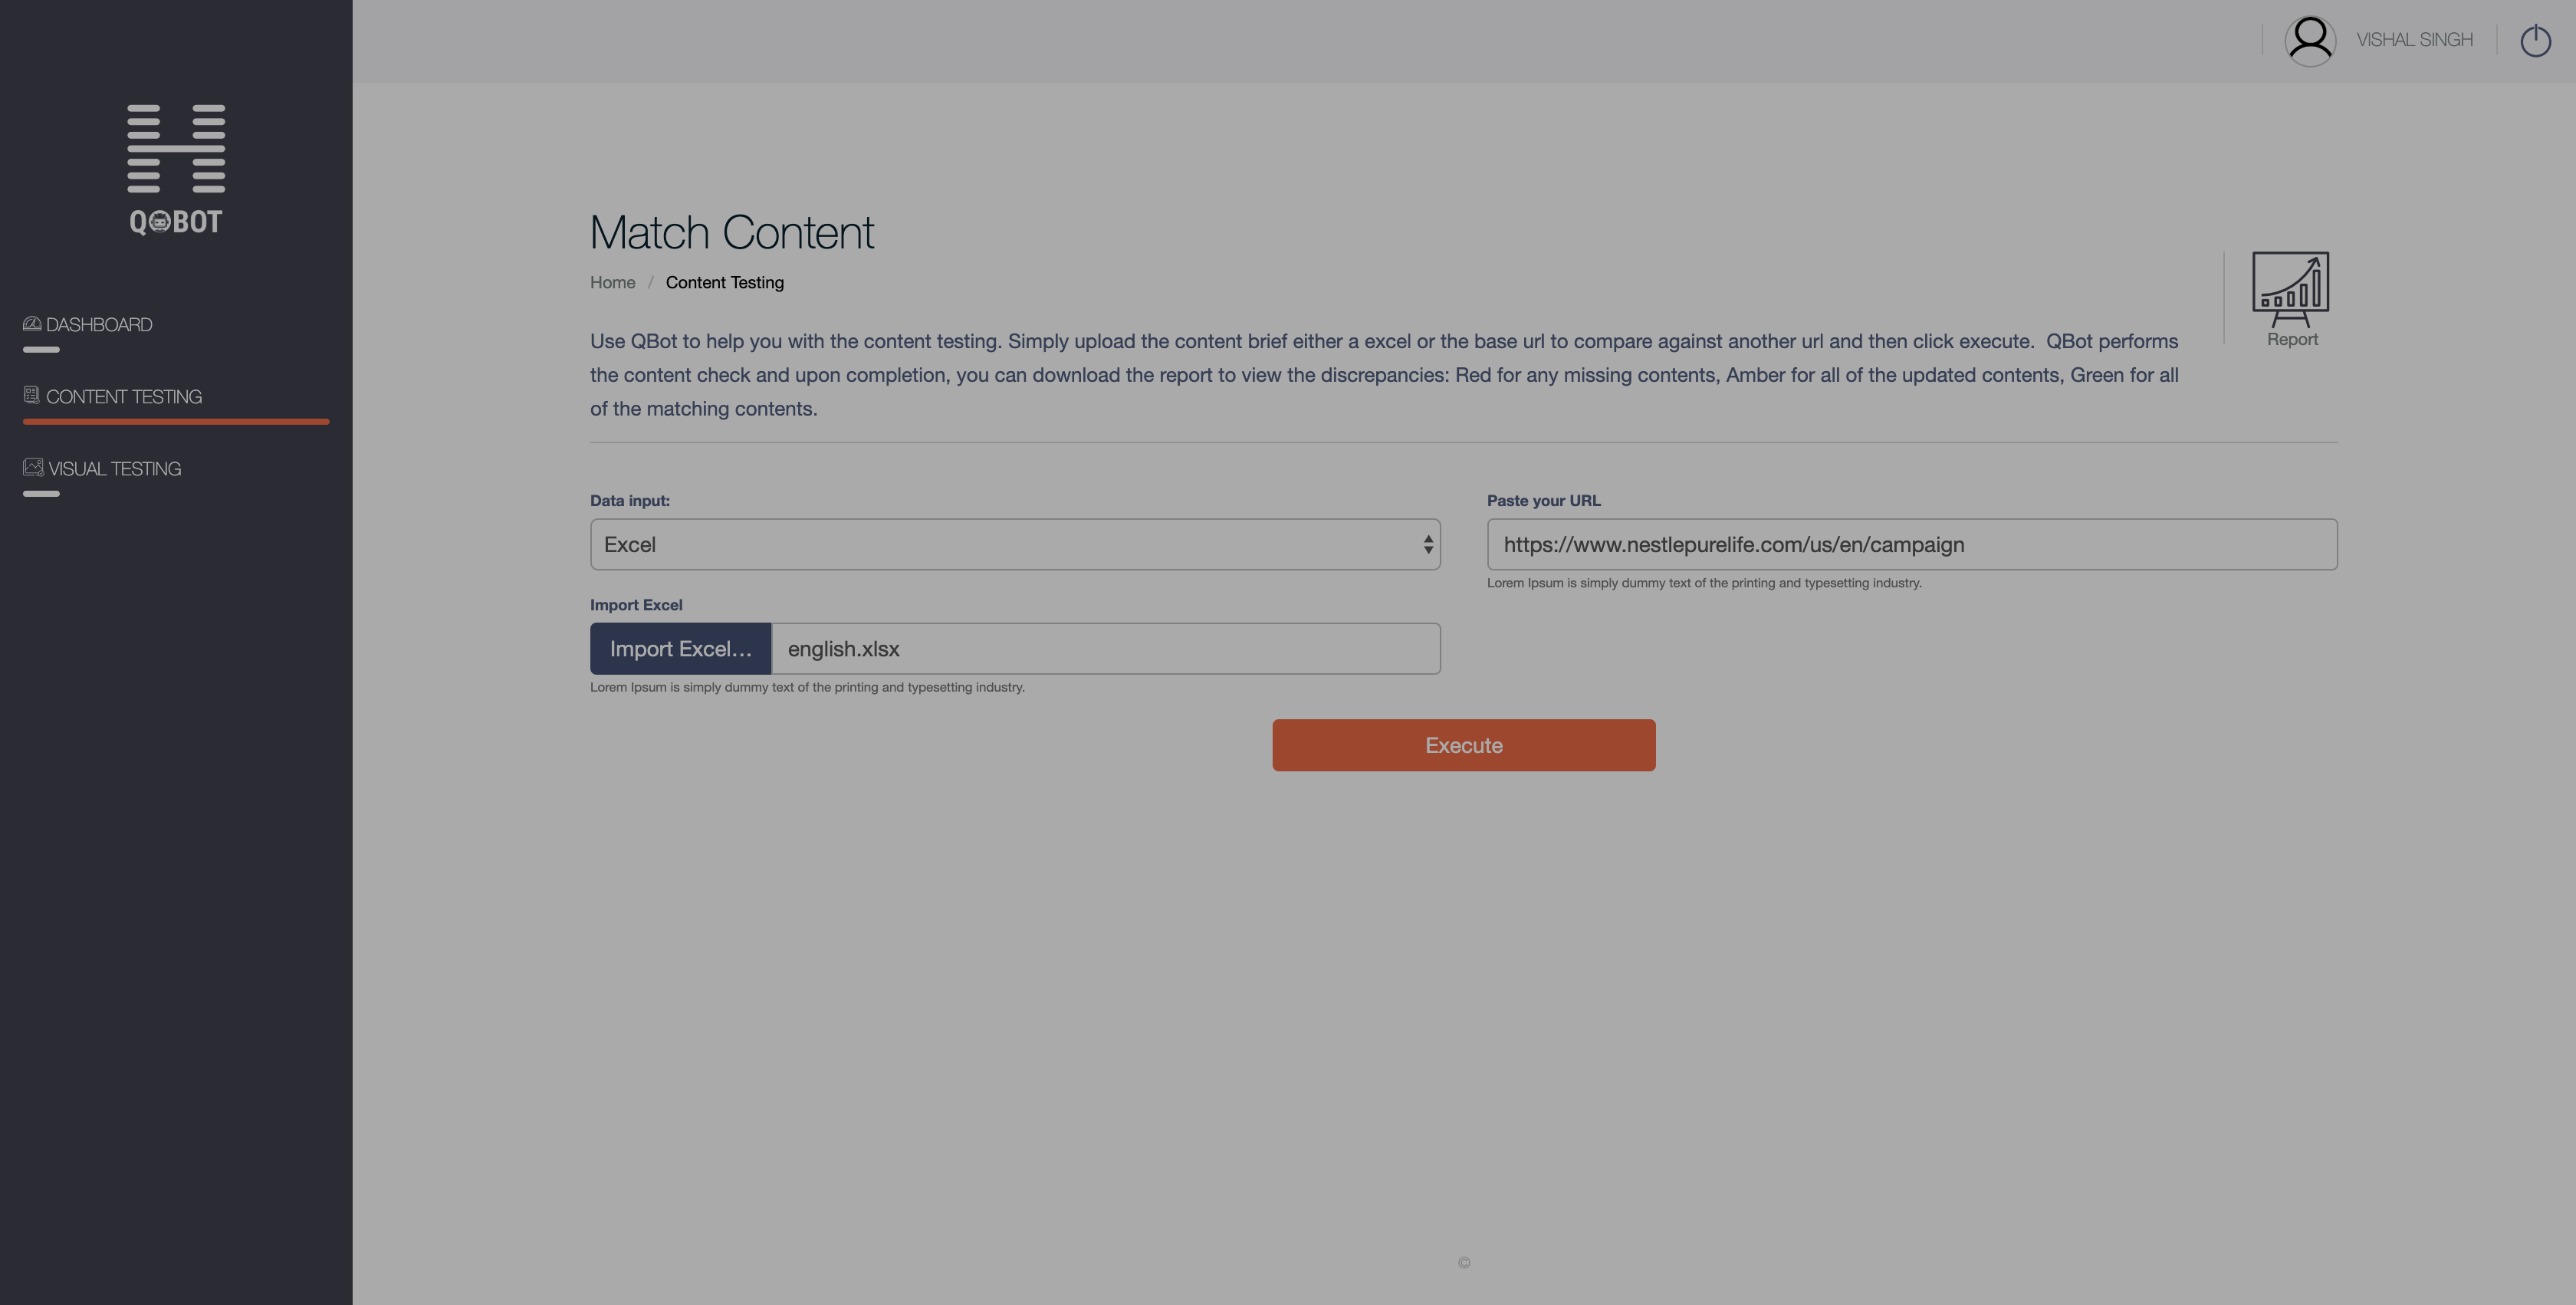 VISHAL SINGH
QBOT
DASHBOARD
CONTENT TESTING
VISUAL TESTING
Match Content
Home / Content Testing
Report
Use QBot to help you with the content testing. Simply upload the content brief either a excel or the base url to compare against another url and then click execute.  QBot performs
the content check and upon completion, you can download the report to view the discrepancies: Red for any missing contents, Amber for all of the updated contents, Green for all
of the matching contents.
Data input:
Excel
Import Excel
Import Excel...
english.xlsx
Lorem Ipsum is simply dummy text of the printing and typesetting industry.
Paste your URL
https://www.nestlepurelife.com/us/en/campaign
Lorem Ipsum is simply dummy text of the printing and typesetting industry.
Execute
©